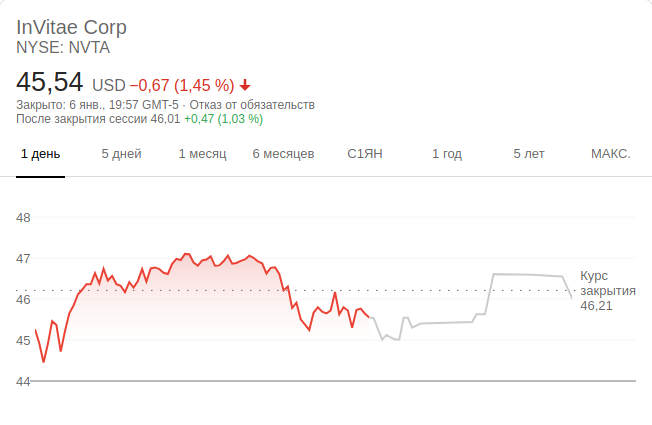 InVitae Corp
NYSE: NVTA
45,54 USD −0,67 (1,45 %)
Закрыто: 6 янв., 19:57 GMT-5 · Отказ от обязательств
После закрытия сессии 46,01 +0,47 (1,03 %)
1 день 5 дней 1 месяц 6 месяцев С1ЯН 1 год 5 лет МАКС.
48
47
46
45
44
Курс
закрытия
46,21